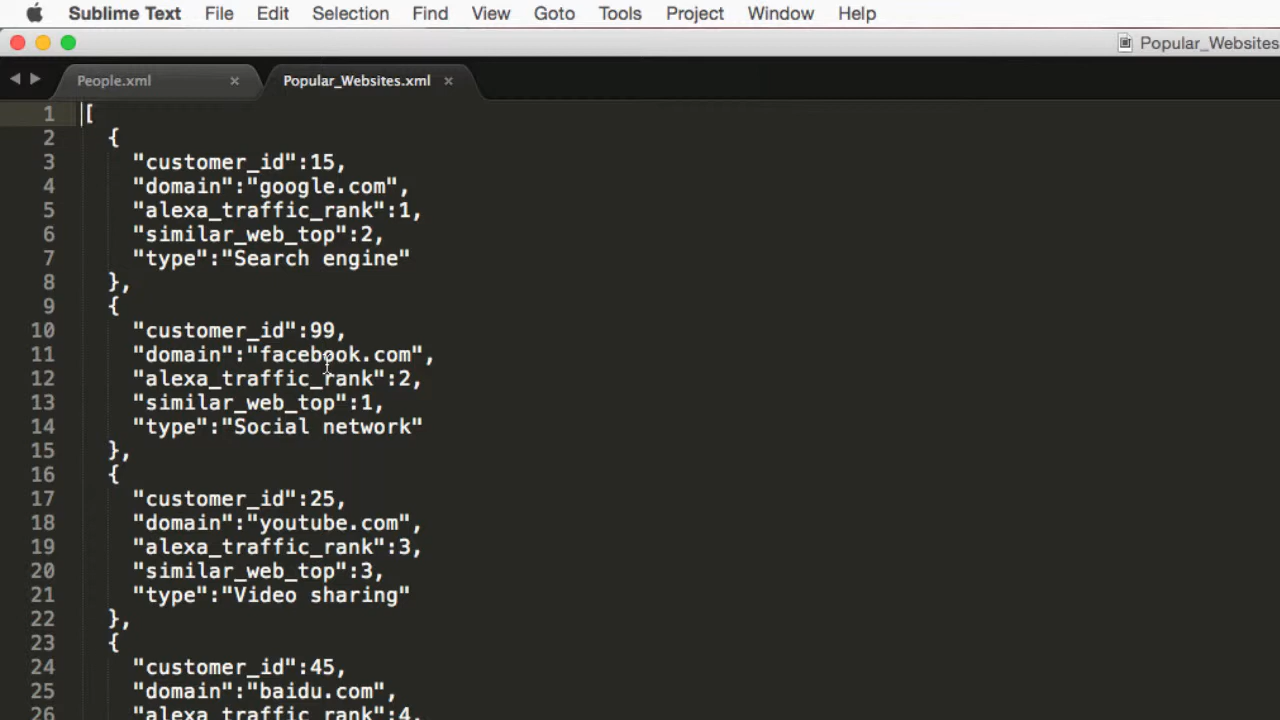 Sublime Text File Edit Selection Find View Goto Tools Project Window Help
Popular_Websites
People.xml × Popular_Websites.xml ×
1 [
2 {
3 "customer_id":15,
4 "domain":"google.com",
5 "alexa_traffic_rank":1,
6 "similar_web_top":2,
7 "type":"Search engine"
8 },
9 {
10 "customer_id":99,
11 "domain":"facebook.com",
12 "alexa_traffic_rank":2,
13 "similar_web_top":1,
14 "type":"Social network"
15 },
16 {
17 "customer_id":25,
18 "domain":"youtube.com",
19 "alexa_traffic_rank":3,
20 "similar_web_top":3,
21 "type":"Video sharing"
22 },
23 {
24 "customer_id":45,
25 "domain":"baidu.com",
26 "alexa_traffic_rank":4,